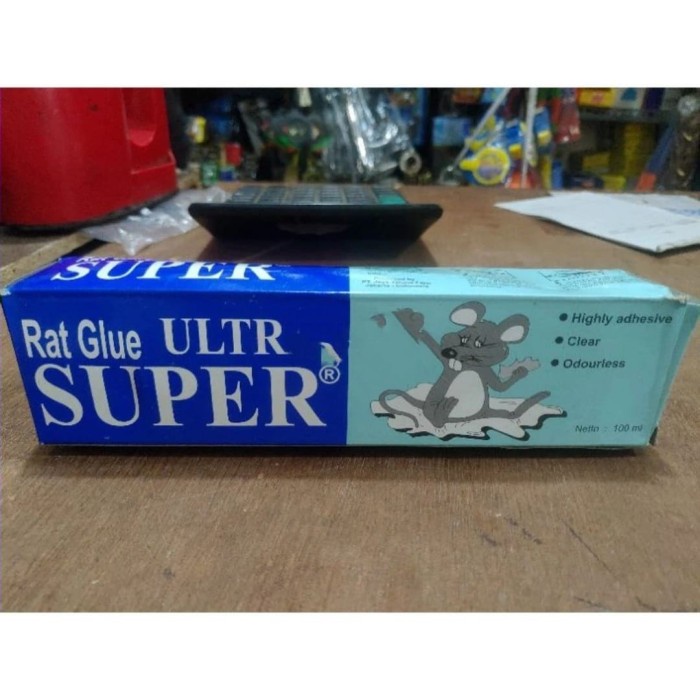 SUPER
Rat Glue ULTR
SUPER®
Highly adhesive
Clear
Odourless
Netto : 100 ml